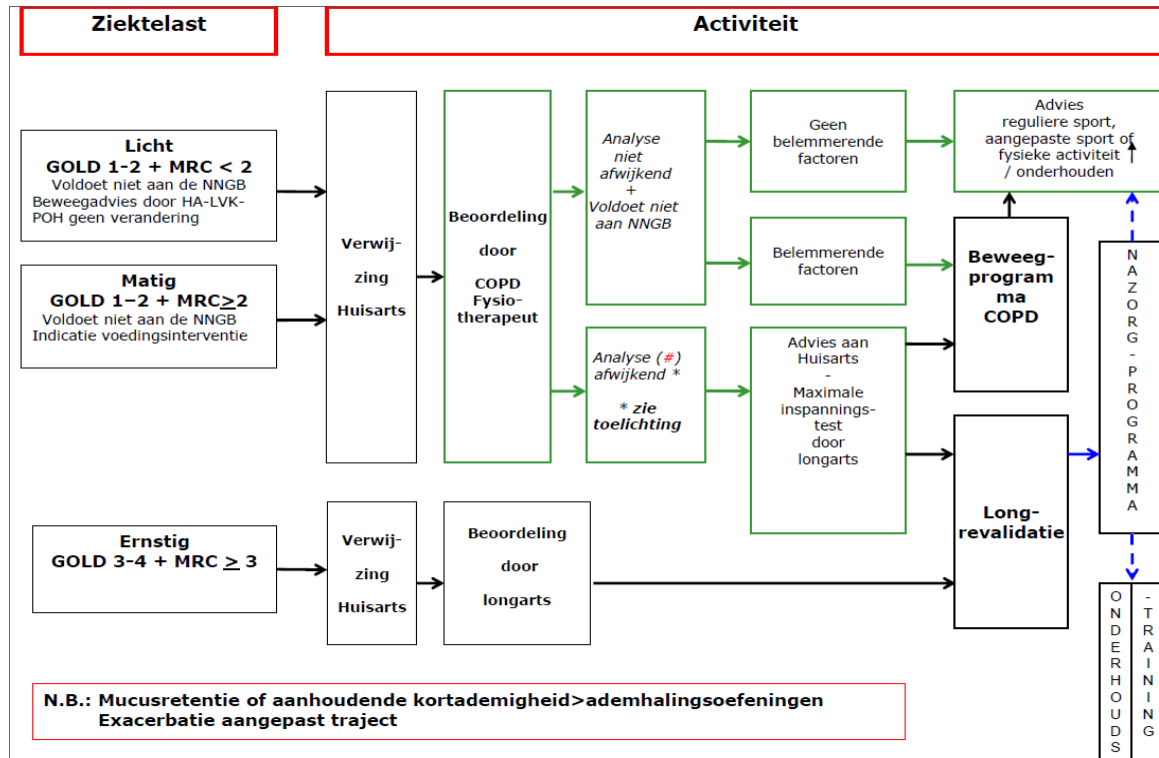 Ziektelast
Activiteit
Licht
GOLD 1-2 + MRC < 2
Voldoet niet aan de NNGB
Beweegadvies door HA-LVK-
POH geen verandering
Matig
GOLD 1–2 + MRC≥2
Voldoet niet aan de NNGB
Indicatie voedingsinterventie
Verwij-
zing
Huisarts
Beoordeling
door
COPD
Fysio-
therapeut
Analyse
niet
afwijkend
+
Voldoet niet
aan NNGB
Analyse (#)
afwijkend *
* zie
toelichting
Geen
belemmerende
factoren
Belemmerende
factoren
Advies aan
Huisarts
-
Maximale
inspannings-
test
door
longarts
Advies
reguliere sport,
aangepaste sport of
fysieke activiteit
/ onderhouden
Beweeg-
program
ma
COPD
Long-
revalidatie
NAZORG-PROGRAMMA
ONDERHOUDS
-TRAINING
Ernstig
GOLD 3-4 + MRC ≥ 3
Verwij-
zing
Huisarts
Beoordeling
door
longarts
N.B.: Mucusretentie of aanhoudende kortademigheid>ademhalingsoefeningen
Exacerbatie aangepast traject